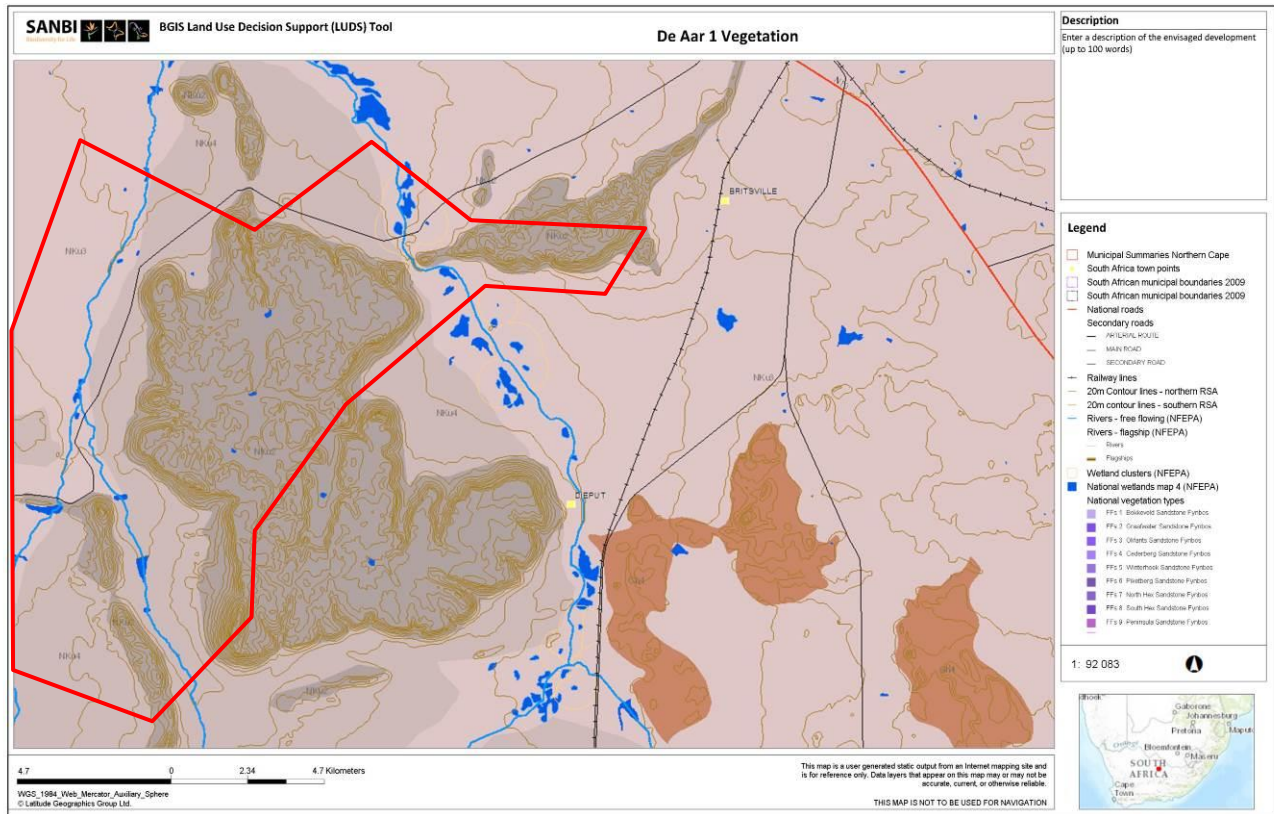 SANBI
Biodiversity for Life
BGIS Land Use Decision Support (LUDS) Tool
De Aar 1 Vegetation
Description
Enter a description of the envisaged development
(up to 100 words)
NKu4
NKu3
BRITSVILLE
NKu4
DIEPUT
NKu4
Legend
Municipal Summaries Northern Cape
South Africa town points
South African municipal boundaries 2009
South African municipal boundaries 2009
National roads
Secondary roads
ARTERIAL ROUTE
MAIN ROAD
SECONDARY ROAD
Railway lines
20m Contour lines - northern RSA
20m contour lines - southern RSA
Rivers - free flowing (NFEPA)
Rivers - flagship (NFEPA)
Rivers
Flagships
Wetland clusters (NFEPA)
National wetlands map 4 (NFEPA)
National vegetation types
FFs 1 Bokkeveld Sandstone Fynbos
FFs 2 Graafwater Sandstone Fynbos
FFs 3 Olifants Sandstone Fynbos
FFs 4 Cederberg Sandstone Fynbos
FFs 5 Winterhoek Sandstone Fynbos
FFs 6 Piketberg Sandstone Fynbos
FFs 7 North Hex Sandstone Fynbos
FFs 8 South Hex Sandstone Fynbos
FFs 9 Peninsula Sandstone Fynbos
1: 92 083
Gaborone
Johannesburg
Pretoria
Maputo
Bloemfontein
Maseru
SOUTH
AFRICA
Cape
Town
4.7 0 2.34 4.7 Kilometers
WGS_1984_Web_Mercator_Auxiliary_Sphere
© Latitude Geographics Group Ltd.
This map is a user generated static output from an Internet mapping site and
is for reference only. Data layers that appear on this map may or may not be
accurate, current, or otherwise reliable.
THIS MAP IS NOT TO BE USED FOR NAVIGATION